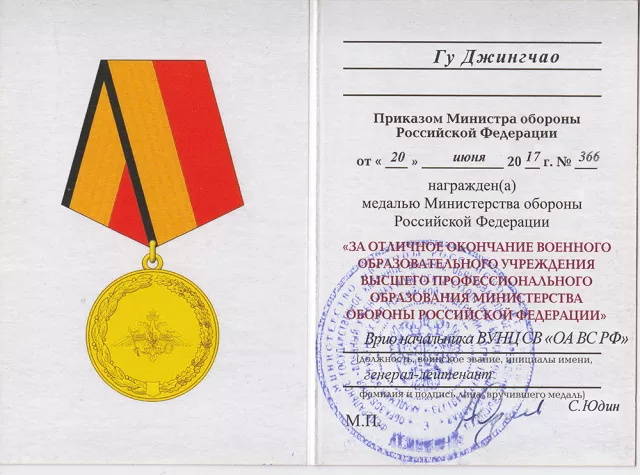 Гу Джингчао
Приказом Министра обороны
Российской Федерации
от « 20 » июня 2017 г. № 366
награжден(а)
медалью Министерства обороны
Российской Федерации
«ЗА ОТЛИЧНОЕ ОКОНЧАНИЕ ВОЕННОГО
ОБРАЗОВАТЕЛЬНОГО УЧРЕЖДЕНИЯ
ВЫСШЕГО ПРОФЕССИОНАЛЬНОГО
ОБРАЗОВАНИЯ МИНИСТЕРСТВА
ОБОРОНЫ РОССИЙСКОЙ ФЕДЕРАЦИИ»
Врио начальника ВУНЦ СВ «ОА ВС РФ»
(должность, воинское звание, инициалы имени,
генерал-лейтенант
фамилия и подпись лица, вручившего медаль)
С.Юдин
М.П.